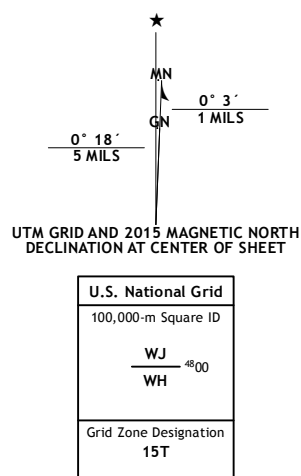 ★
MN
0° 3´
1 MILS
GN
0° 18´
5 MILS
UTM GRID AND 2015 MAGNETIC NORTH
DECLINATION AT CENTER OF SHEET
U.S. National Grid
100,000-m Square ID
WJ
4800
WH
Grid Zone Designation
15T